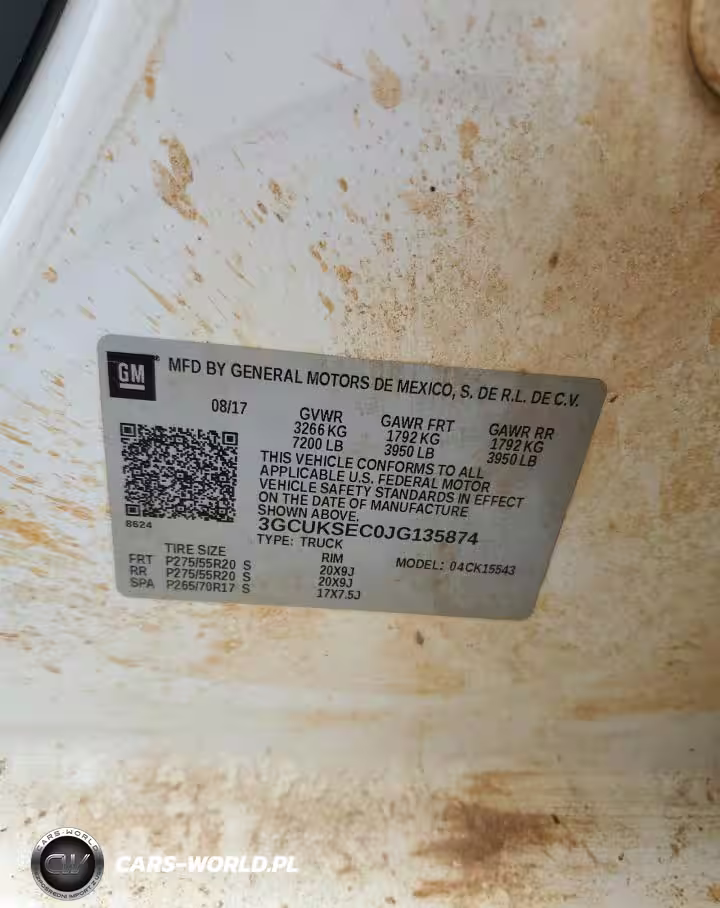 GM
MFD BY GENERAL MOTORS DE MEXICO, S. DE R.L. DE C.V.
08/17
GVWR GAWR FRT GAWR RR
3266 KG 1792 KG 1792 KG
7200 LB 3950 LB 3950 LB
THIS VEHICLE CONFORMS TO ALL
APPLICABLE U.S. FEDERAL MOTOR
VEHICLE SAFETY STANDARDS IN EFFECT
ON THE DATE OF MANUFACTURE
SHOWN ABOVE.
8624
3GCUKSEC0JG135874
TYPE: TRUCK
TIRE SIZE RIM MODEL: 04CK15543
FRT P275/55R20 S 20X9J
RR P275/55R20 S 20X9J
SPA P265/70R17 S 17X7.5J
CARS-WORLD
CW
CARS-WORLD.PL